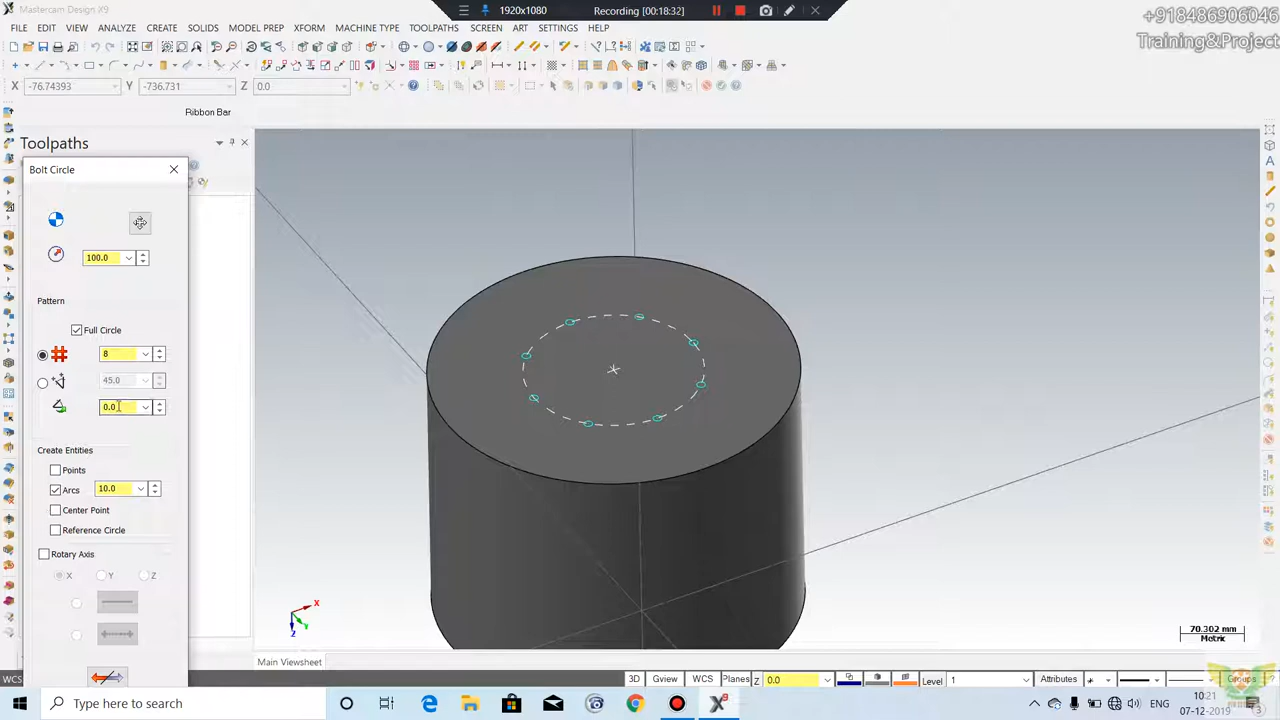 Mastercam Design X9
1920x1080
Recording [00:18:32]
+918486906046
Training&Project
FILE EDIT VIEW ANALYZE CREATE SOLIDS MODEL PREP XFORM MACHINE TYPE TOOLPATHS SCREEN ART SETTINGS HELP
X -76.74393 Y -736.731 Z 0.0
Ribbon Bar
Toolpaths
Bolt Circle
100.0
Pattern
Full Circle
8
45.0
0.0
Create Entities
Points
Arcs 10.0
Center Point
Reference Circle
Rotary Axis
X Y Z
X
Y
Z
70.302 mm
Metric
Main Viewsheet
WCS 3D Gview WCS Planes Z 0.0 Level 1 Attributes Groups ?
Type here to search
ENG
10:21
07-12-2019
3